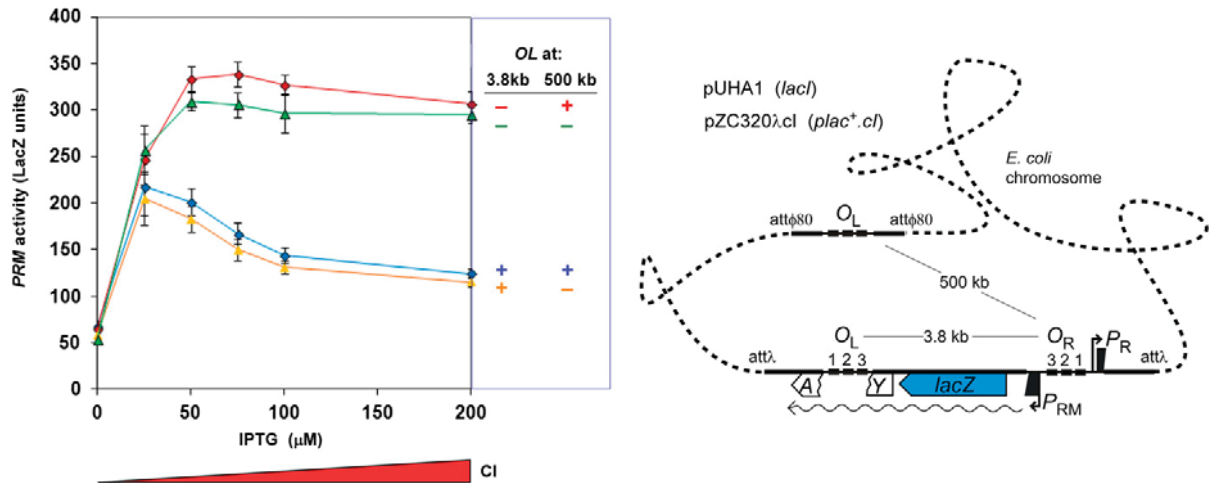 400
350
300
250
200
150
100
50
0
PRM activity (LacZ units)
0 50 100 150 200
IPTG (μM)
CI
OL at:
3.8kb 500 kb
− +
− −
+ +
+ −
pUHA1 (lacI)
pZC320λcl (plac⁺.cl)
E. coli
chromosome
attϕ80 OL attϕ80
500 kb
OL 3.8 kb OR PR
attλ 1 2 3 3 2 1 attλ
A Y lacZ
PRM